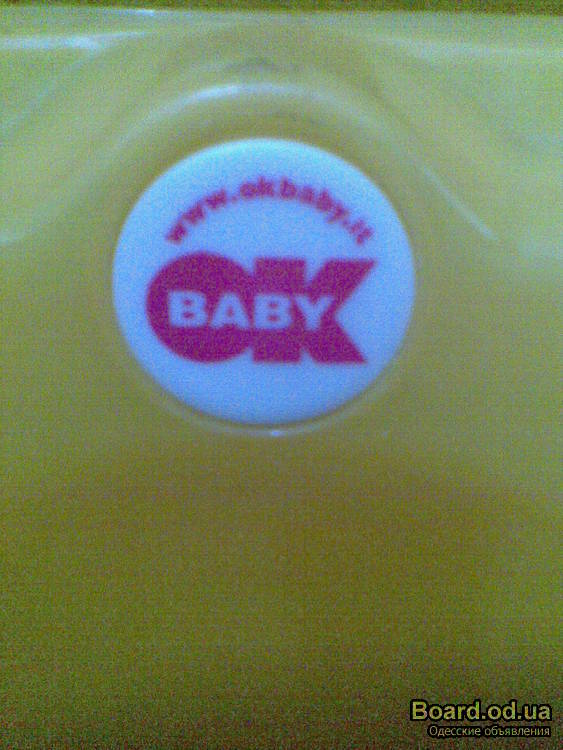 www.okbaby.it
OK
BABY
Board.od.ua
Одесские объявления